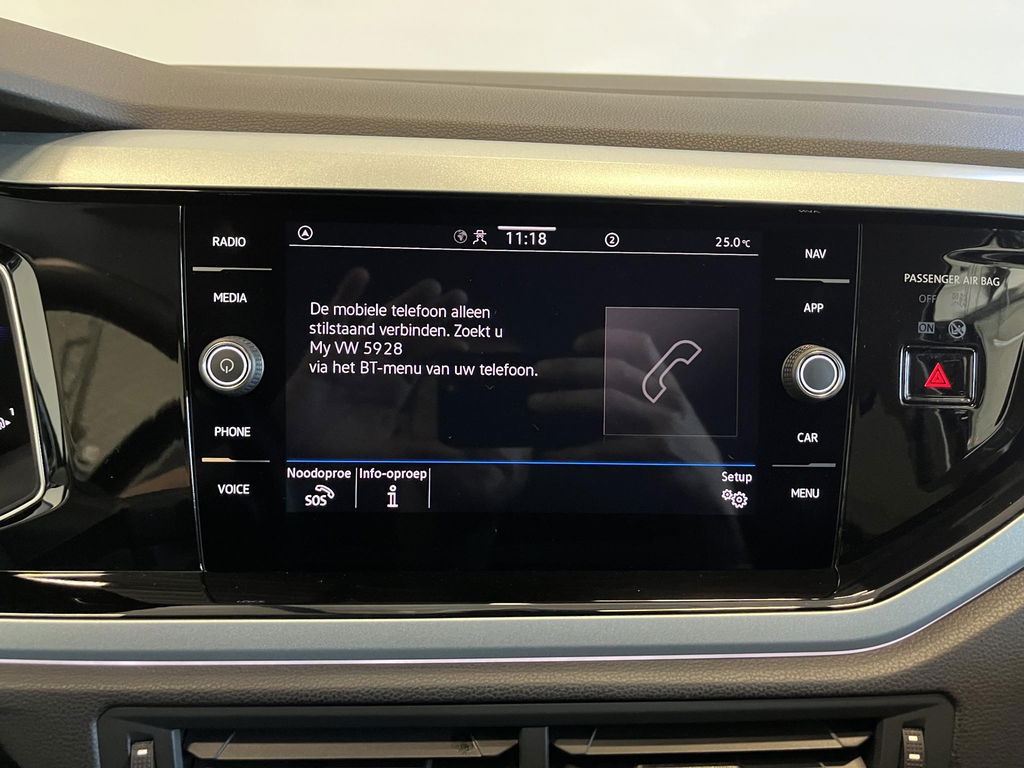 11:18
2
25.0°C
RADIO
MEDIA
PHONE
VOICE
De mobiele telefoon alleen
stilstaand verbinden. Zoekt u
My VW 5928
via het BT-menu van uw telefoon.
Noodoproe
SOS
Info-oproep
i
Setup
NAV
APP
CAR
MENU
PASSENGER AIR BAG
OFF
ON
1